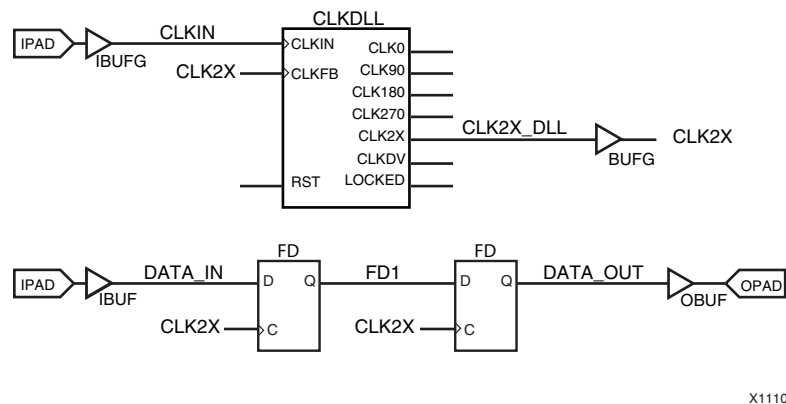 CLKDLL
IPAD
IBUFG
CLKIN
CLKIN
CLK0
CLK2X
CLKFB
CLK90
CLK180
CLK270
CLK2X
CLK2X_DLL
BUFG
CLK2X
CLKDV
RST
LOCKED
IPAD
IBUF
DATA_IN
FD
D
Q
CLK2X
C
FD1
FD
D
Q
CLK2X
C
DATA_OUT
OBUF
OPAD
X1110